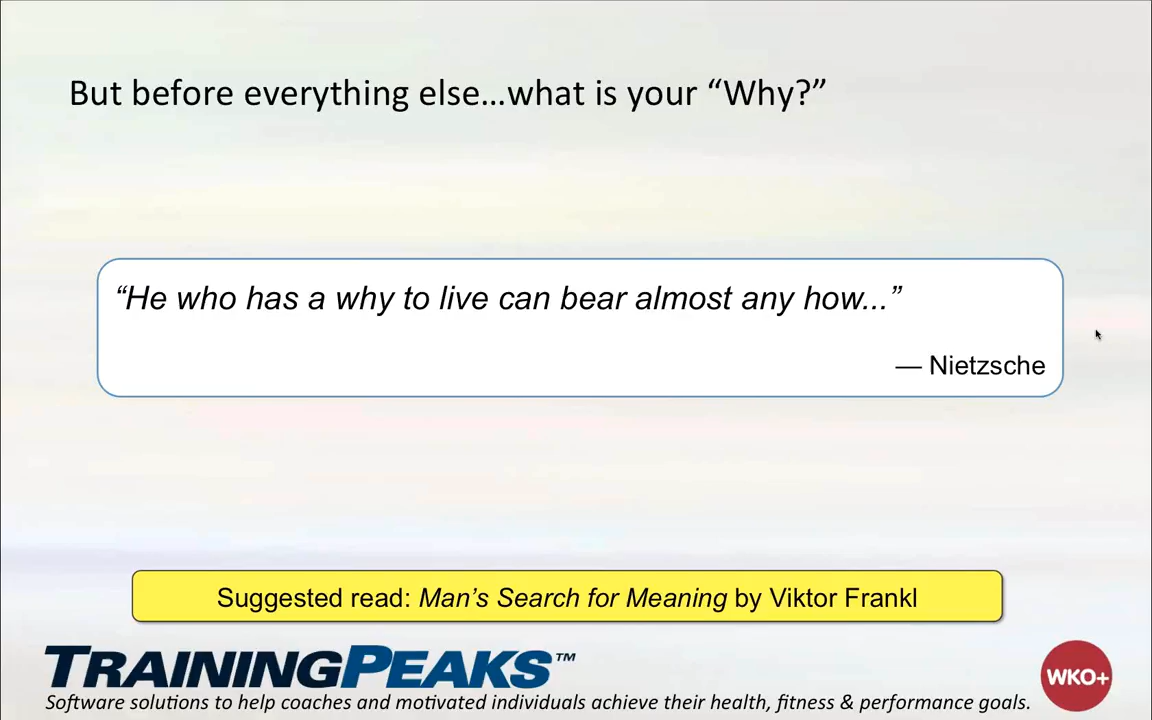 But before everything else…what is your “Why?”
“He who has a why to live can bear almost any how...”
— Nietzsche
Suggested read: Man’s Search for Meaning by Viktor Frankl
TRAININGPEAKS™
Software solutions to help coaches and motivated individuals achieve their health, fitness & performance goals.
WKO+